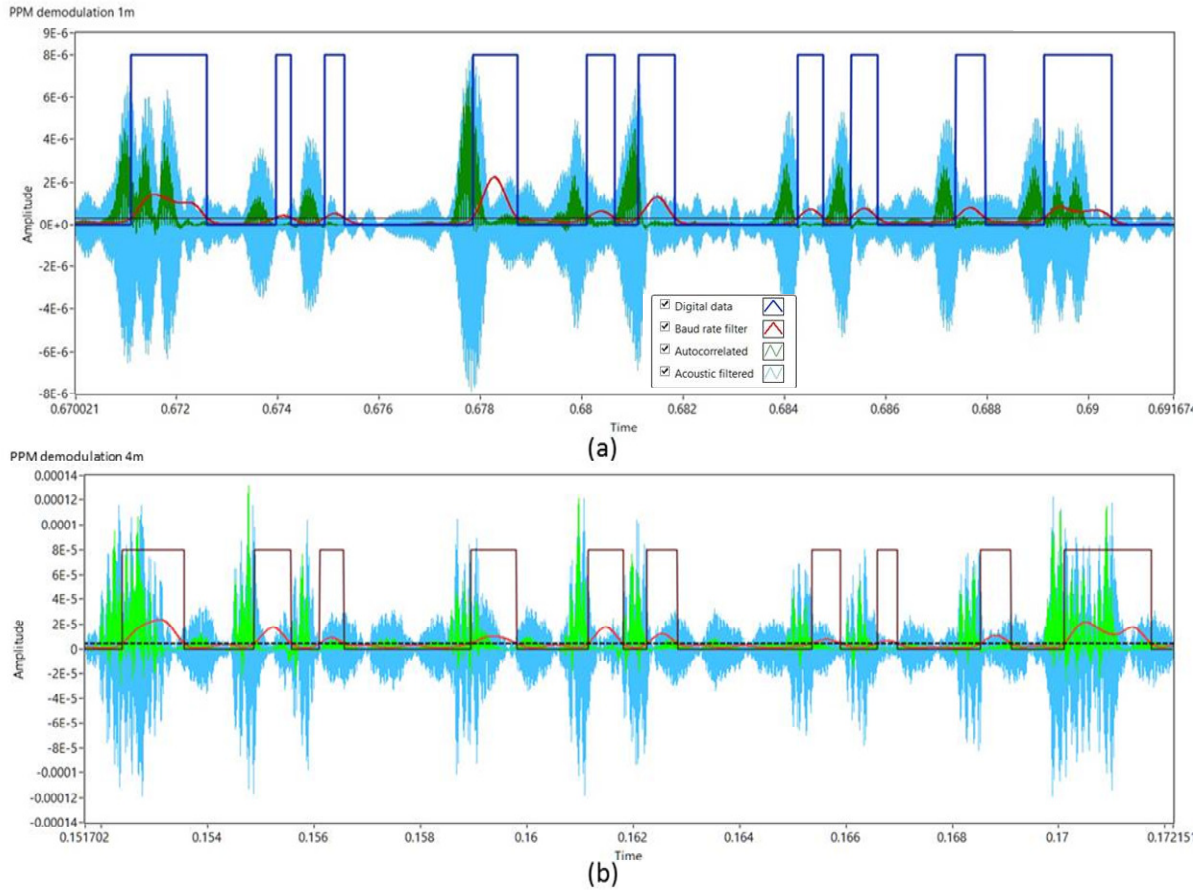 PPM demodulation 1m
9E-6
8E-6
6E-6
4E-6
2E-6
0E+0
-2E-6
-4E-6
-6E-6
-8E-6
Amplitude
Digital data
Baud rate filter
Autocorrelated
Acoustic filtered
0.670021 0.672 0.674 0.676 0.678 0.68 0.682 0.684 0.686 0.688 0.69 0.691674
Time
(a)
PPM demodulation 4m
0.00014
0.00012
0.0001
8E-5
6E-5
4E-5
2E-5
0
-2E-5
-4E-5
-6E-5
-8E-5
-0.0001
-0.00012
-0.00014
Amplitude
0.151702 0.154 0.156 0.158 0.16 0.162 0.164 0.166 0.168 0.17 0.172151
Time
(b)